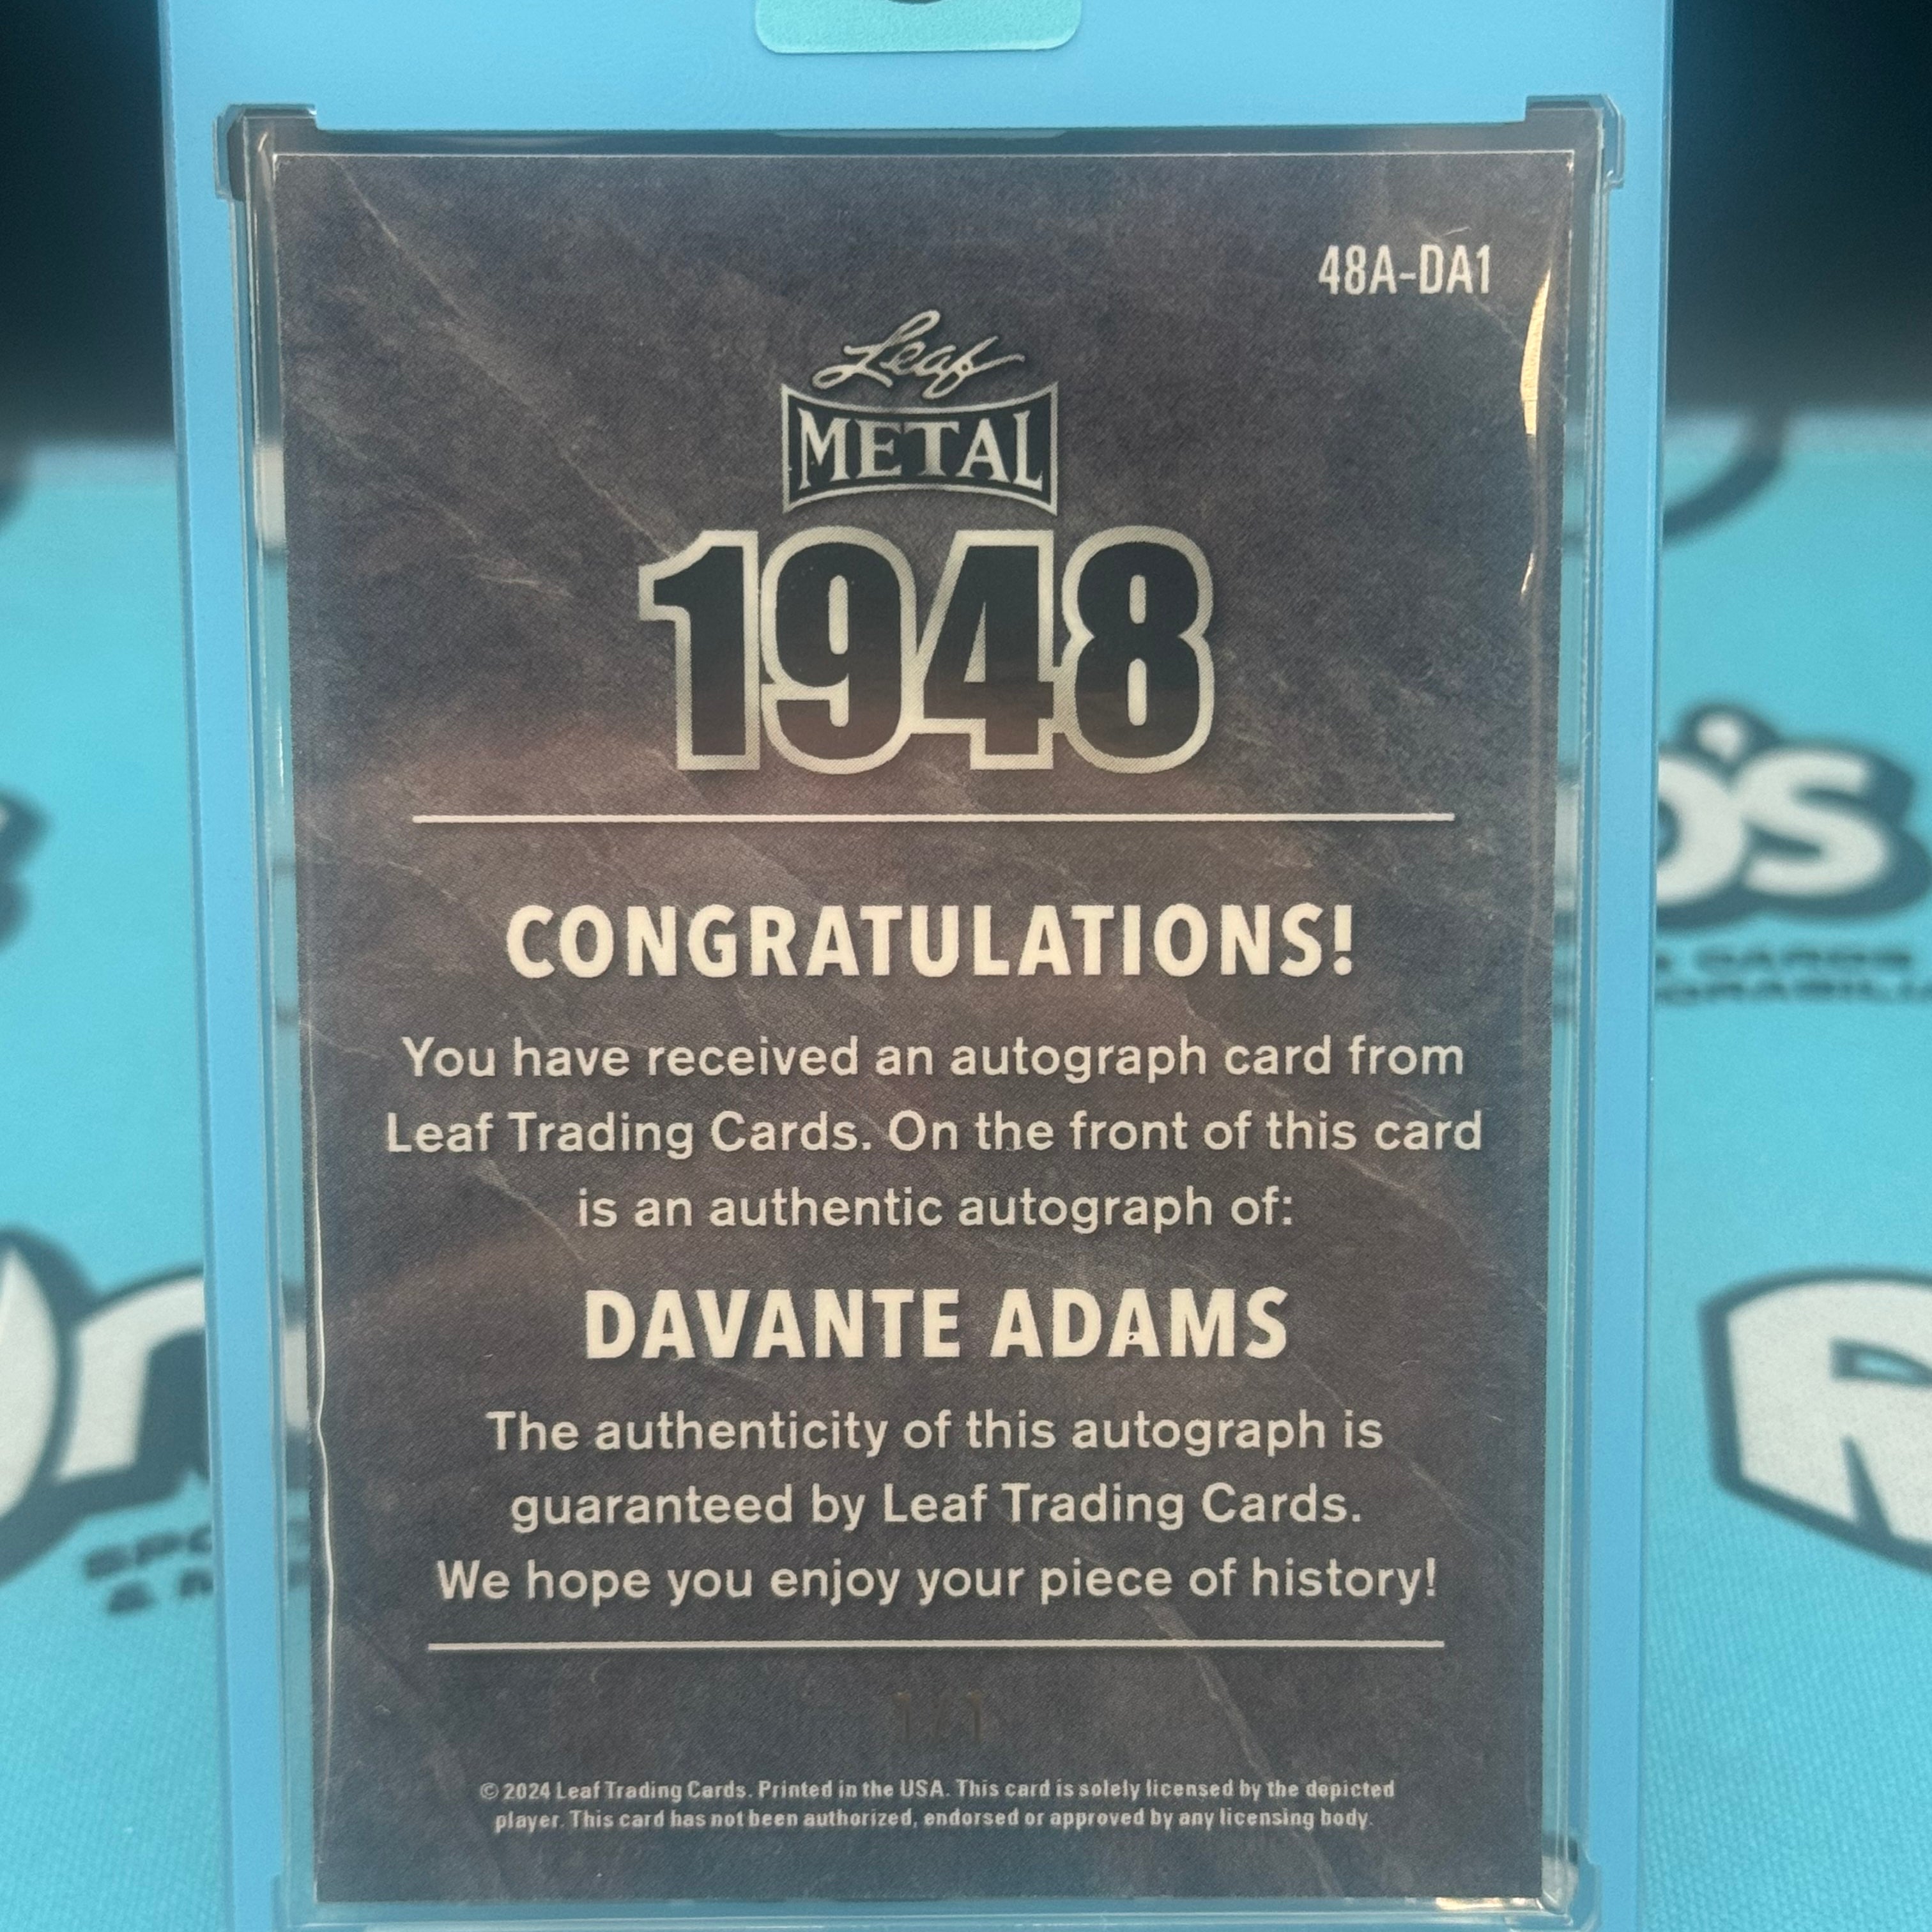 48A-DA1
Leaf
METAL
1948
CONGRATULATIONS!
You have received an autograph card from
Leaf Trading Cards. On the front of this card
is an authentic autograph of:
DAVANTE ADAMS
The authenticity of this autograph is
guaranteed by Leaf Trading Cards.
We hope you enjoy your piece of history!
1/1
© 2024 Leaf Trading Cards. Printed in the USA. This card is solely licensed by the depicted
player. This card has not been authorized, endorsed or approved by any licensing body.